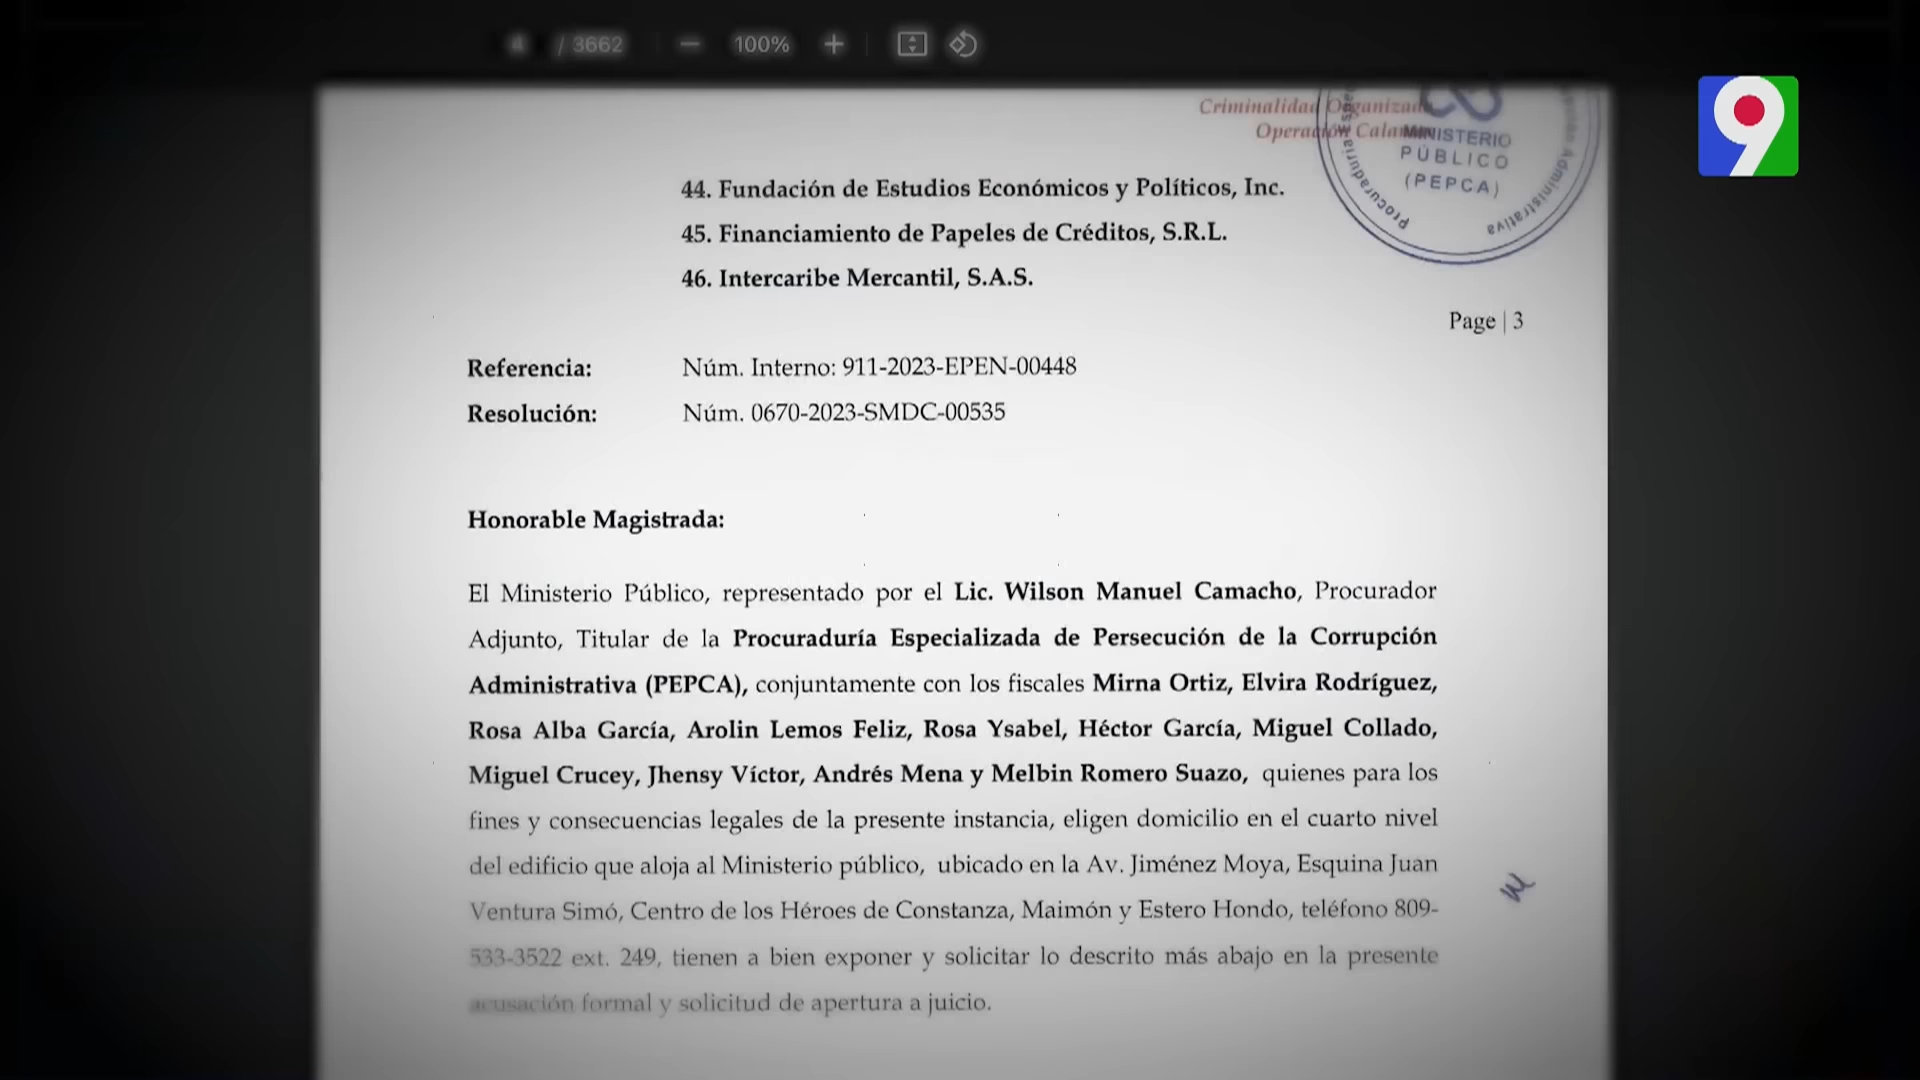 4 / 3662 — 100% +
Criminalidad Organizada
Operación
MINISTERIO
PÚBLICO
(PEPCA)
Procuraduría
Administrativa
9
44. Fundación de Estudios Económicos y Políticos, Inc.
45. Financiamiento de Papeles de Créditos, S.R.L.
46. Intercaribe Mercantil, S.A.S.
Page | 3
Referencia: Núm. Interno: 911-2023-EPEN-00448
Resolución: Núm. 0670-2023-SMDC-00535
Honorable Magistrada:
El Ministerio Público, representado por el Lic. Wilson Manuel Camacho, Procurador
Adjunto, Titular de la Procuraduría Especializada de Persecución de la Corrupción
Administrativa (PEPCA), conjuntamente con los fiscales Mirna Ortiz, Elvira Rodríguez,
Rosa Alba García, Arolin Lemos Feliz, Rosa Ysabel, Héctor García, Miguel Collado,
Miguel Crucey, Jhensy Víctor, Andrés Mena y Melbin Romero Suazo, quienes para los
fines y consecuencias legales de la presente instancia, eligen domicilio en el cuarto nivel
del edificio que aloja al Ministerio público, ubicado en la Av. Jiménez Moya, Esquina Juan
Ventura Simó, Centro de los Héroes de Constanza, Maimón y Estero Hondo, teléfono 809-
533-3522 ext. 249, tienen a bien exponer y solicitar lo descrito más abajo en la presente
acusación formal y solicitud de apertura a juicio.